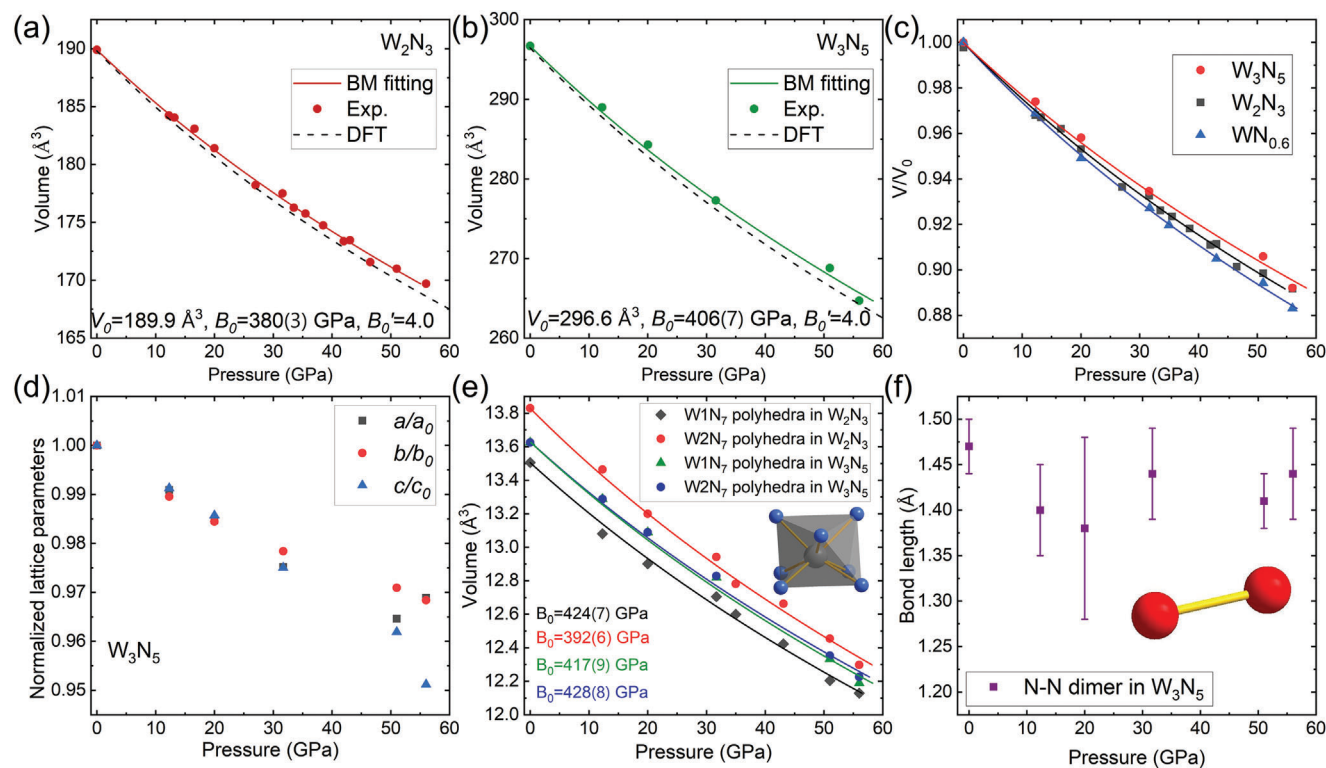 (a)
W₂N₃
BM fitting
Exp.
DFT
V₀=189.9 Å³, B₀=380(3) GPa, B₀'=4.0
Volume (Å³)
190
185
180
175
170
165
0 10 20 30 40 50 60
Pressure (GPa)
(b)
W₃N₅
BM fitting
Exp.
DFT
V₀=296.6 Å³, B₀=406(7) GPa, B₀'=4.0
Volume (Å³)
300
295
290
285
280
275
270
265
260
0 10 20 30 40 50 60
Pressure (GPa)
(c)
W₃N₅
W₂N₃
WN₀.₆
V/V₀
1.00
0.98
0.96
0.94
0.92
0.90
0.88
0 10 20 30 40 50 60
Pressure (GPa)
(d)
a/a₀
b/b₀
c/c₀
W₃N₅
Normalized lattice parameters
1.01
1.00
0.99
0.98
0.97
0.96
0.95
0 10 20 30 40 50 60
Pressure (GPa)
(e)
W1N₇ polyhedra in W₂N₃
W2N₇ polyhedra in W₂N₃
W1N₇ polyhedra in W₃N₅
W2N₇ polyhedra in W₃N₅
B₀=424(7) GPa
B₀=392(6) GPa
B₀=417(9) GPa
B₀=428(8) GPa
Volume (Å³)
13.8
13.6
13.4
13.2
13.0
12.8
12.6
12.4
12.2
12.0
0 10 20 30 40 50 60
Pressure (GPa)
(f)
N-N dimer in W₃N₅
Bond length (Å)
1.50
1.45
1.40
1.35
1.30
1.25
1.20
0 10 20 30 40 50 60
Pressure (GPa)